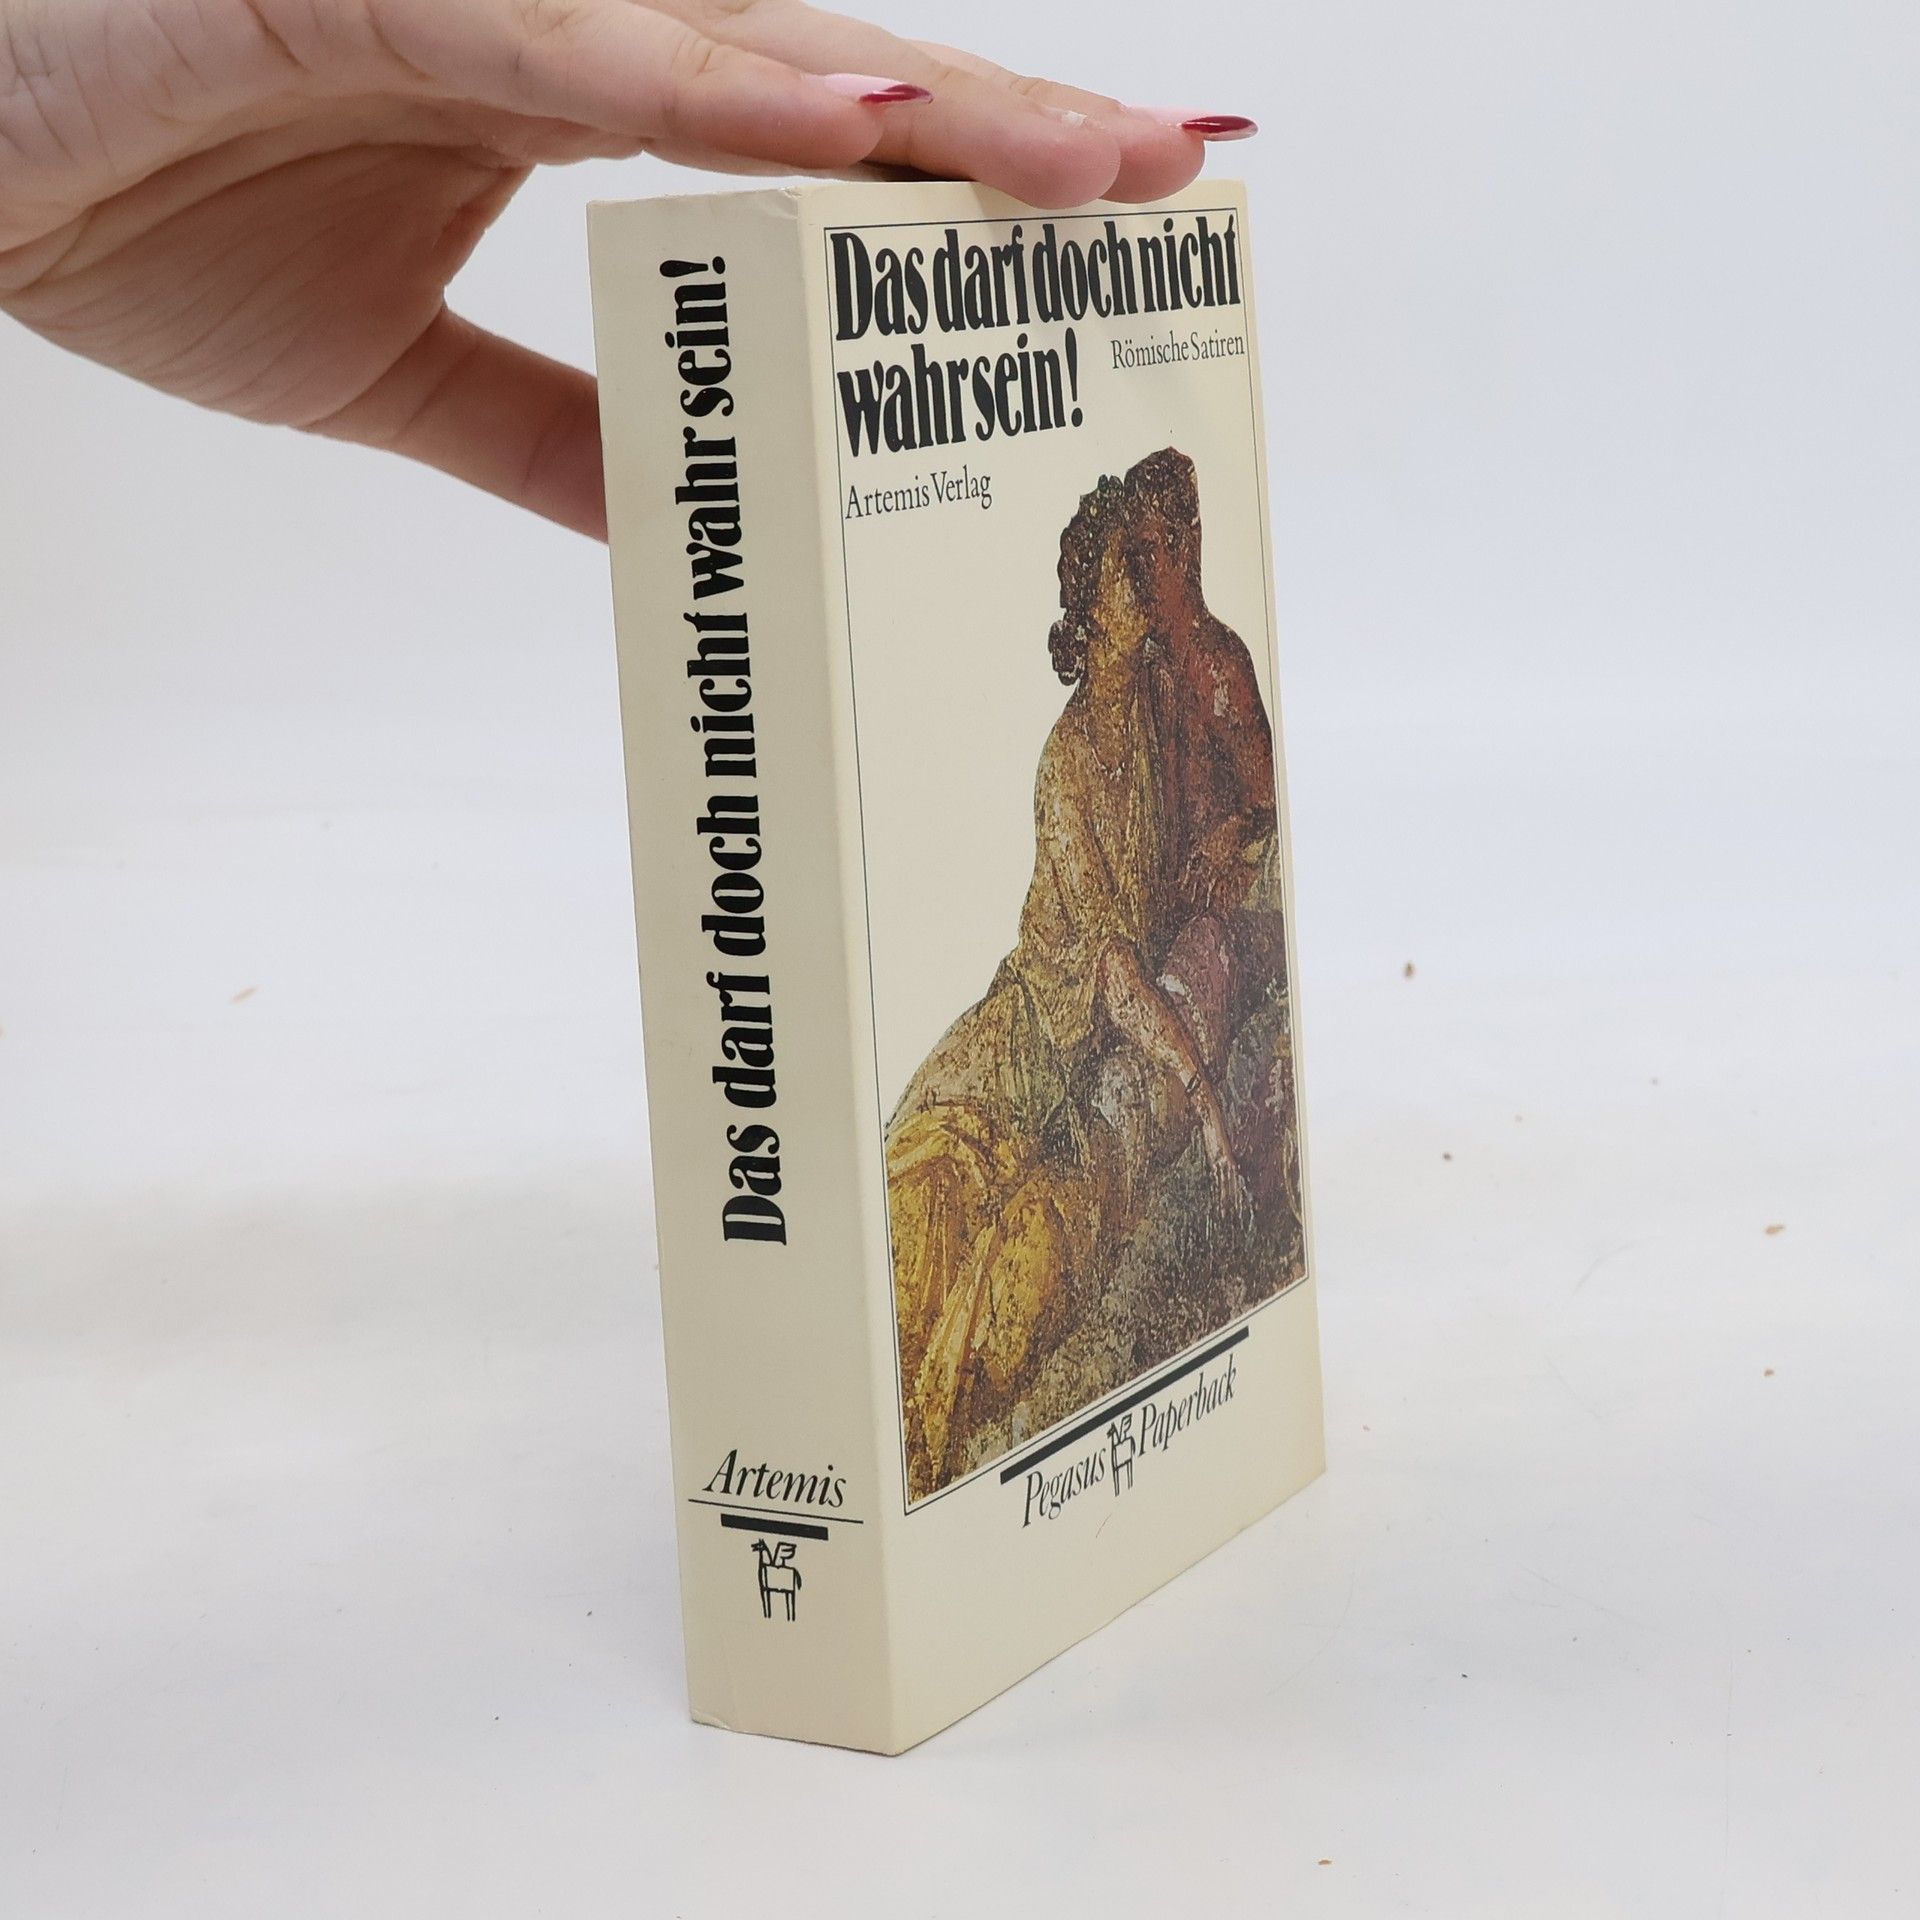 Das darf doch nicht wahr sein!
Artemis
Das darf doch nicht
wahr sein!
Römische Satiren
Artemis Verlag
Pegasus Paperback